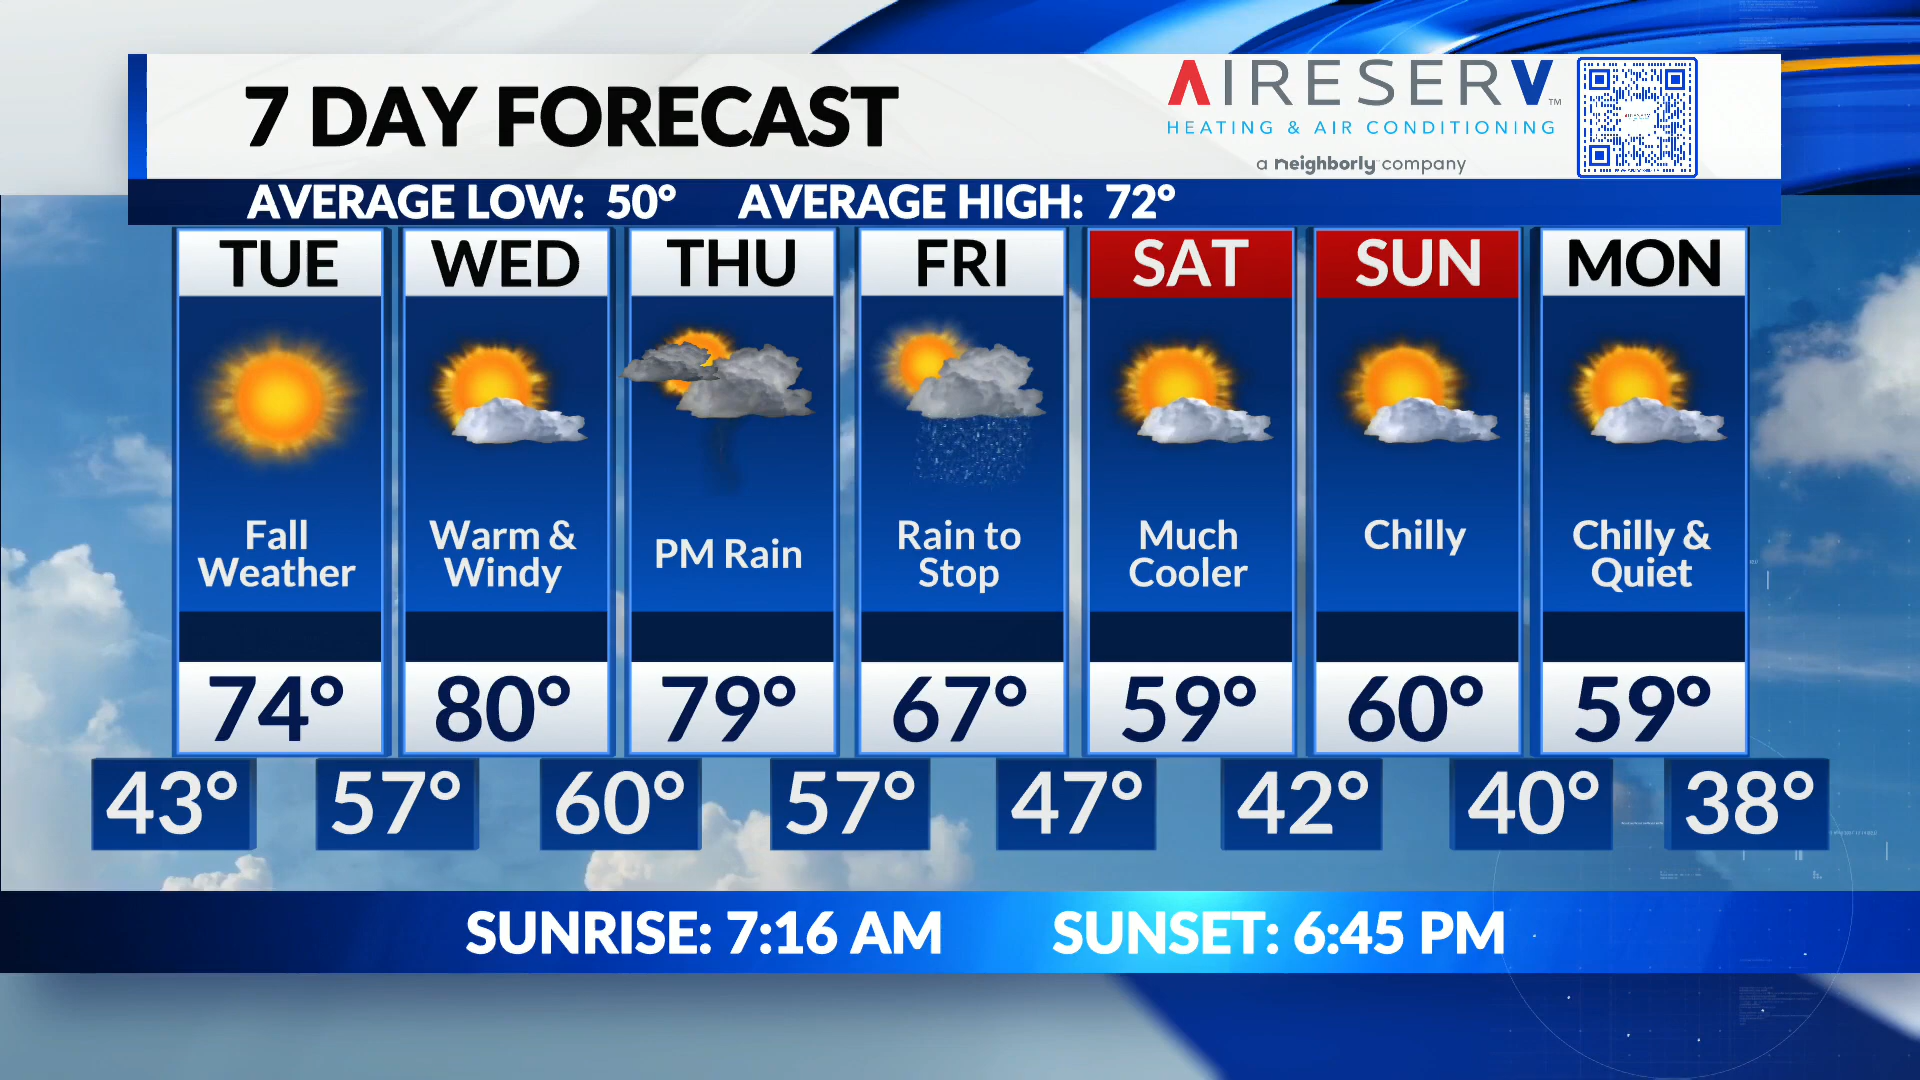 7 DAY FORECAST
AIRESERV™
HEATING & AIR CONDITIONING
a neighborly company
AVERAGE LOW: 50° AVERAGE HIGH: 72°
TUE WED THU FRI SAT SUN MON
Fall
Weather
Warm &
Windy
PM Rain
Rain to
Stop
Much
Cooler
Chilly
Chilly &
Quiet
74° 80° 79° 67° 59° 60° 59°
43° 57° 60° 57° 47° 42° 40° 38°
SUNRISE: 7:16 AM SUNSET: 6:45 PM